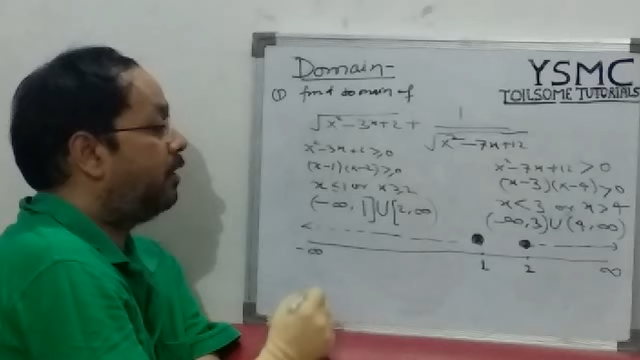 Domain-
① find domain of
√x²-3x+2 + 1/√x²-7x+12
x²-3x+2≥0
(x-1)(x-2)≥0
x≤1 or x≥2
(-∞,1]∪[2,∞)
YSMC
TOILSOME TUTORIALS
x²-7x+12>0
(x-3)(x-4)>0
x<3 or x>4
(-∞,3)∪(4,∞)
-∞ 1 2 ∞